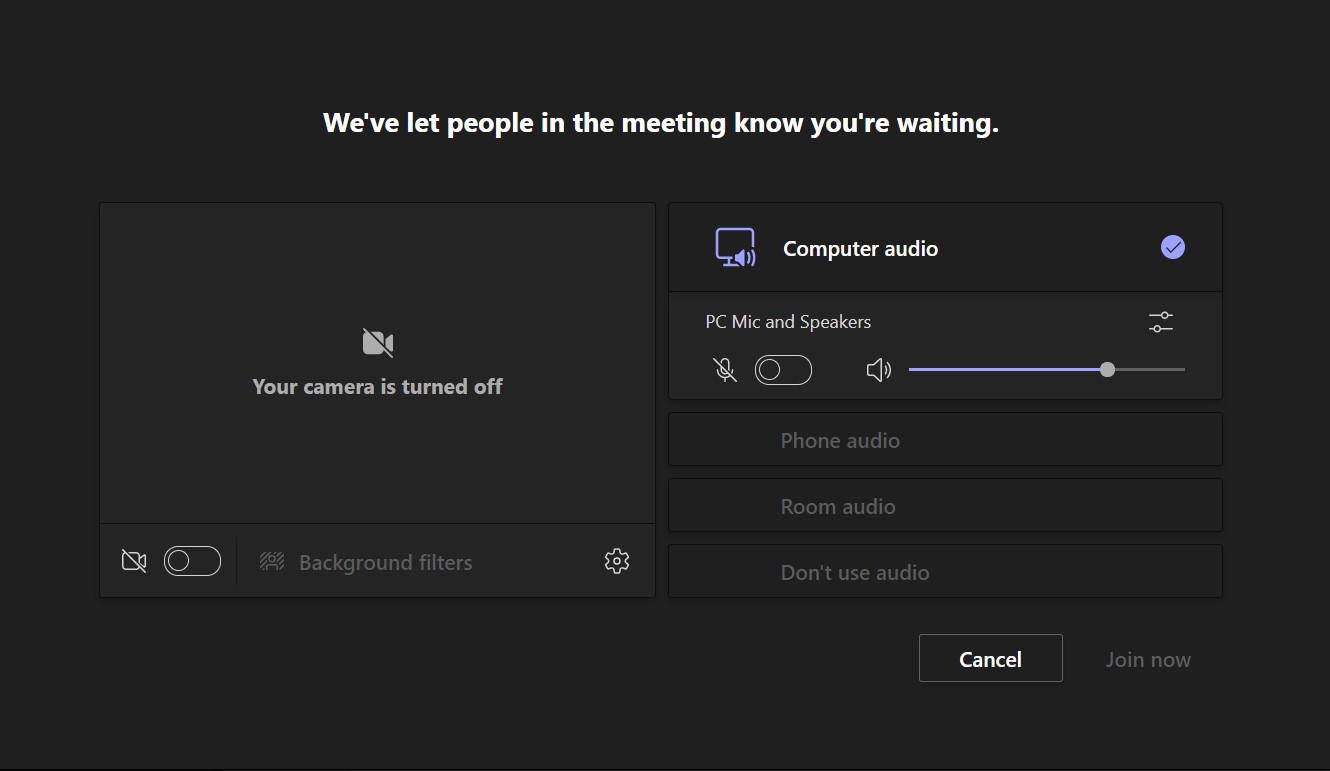 We've let people in the meeting know you're waiting.
Computer audio
PC Mic and Speakers
Your camera is turned off
Phone audio
Room audio
Background filters
Don't use audio
Cancel
Join now